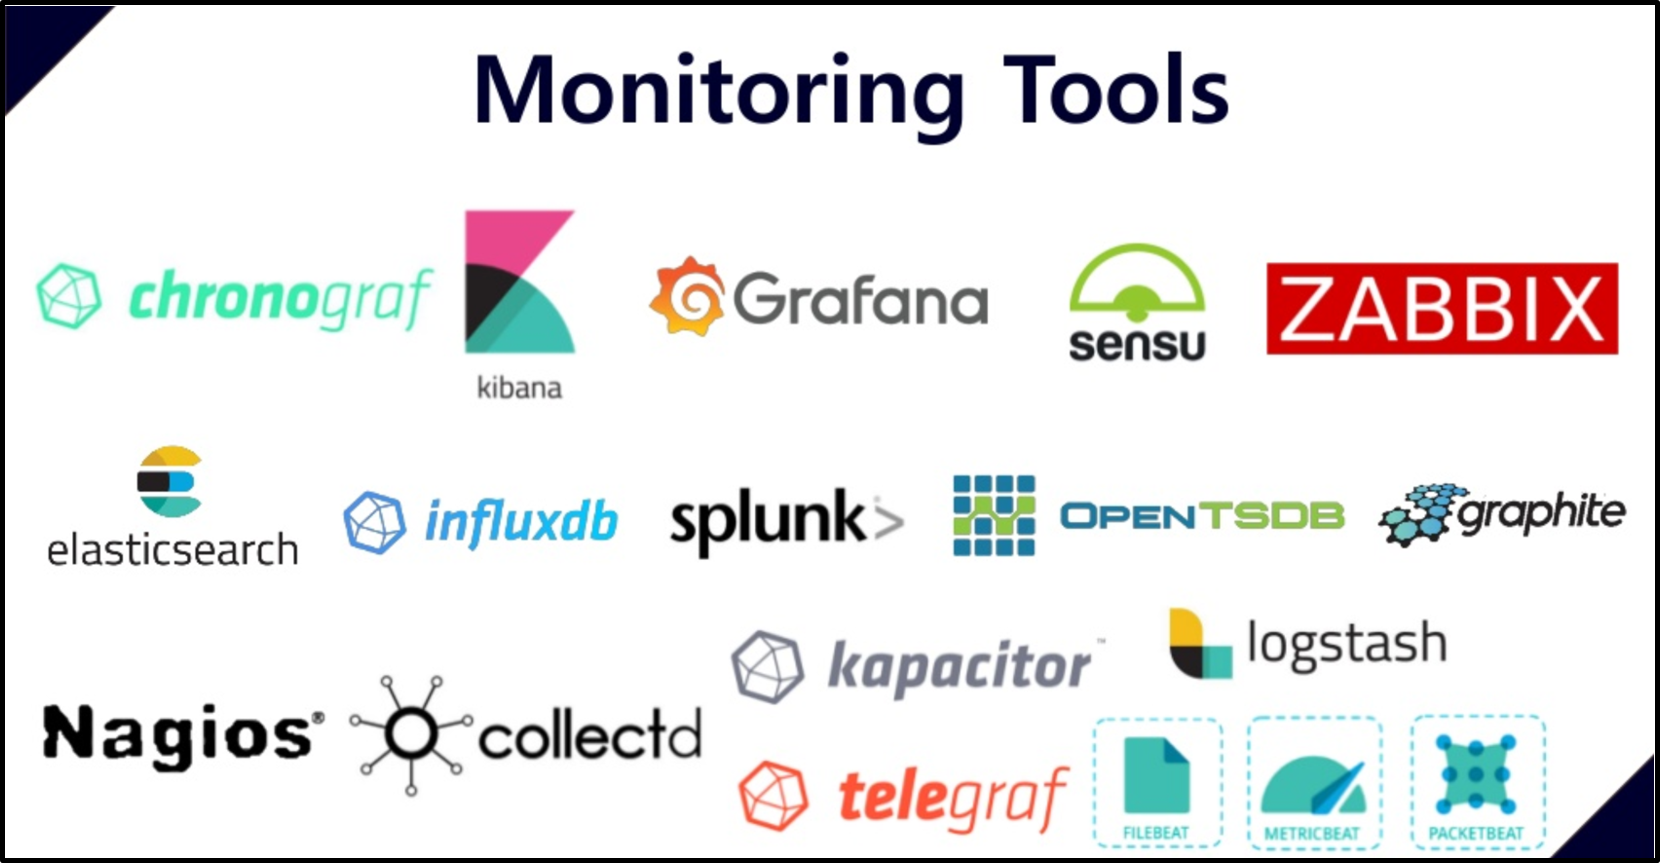 Monitoring Tools
chronograf
kibana
Grafana
sensu
ZABBIX
elasticsearch
influxdb
splunk>
OPENTSDB
graphite
Nagios®
collectd
kapacitor™
logstash
telegraf
FILEBEAT
METRICBEAT
PACKETBEAT